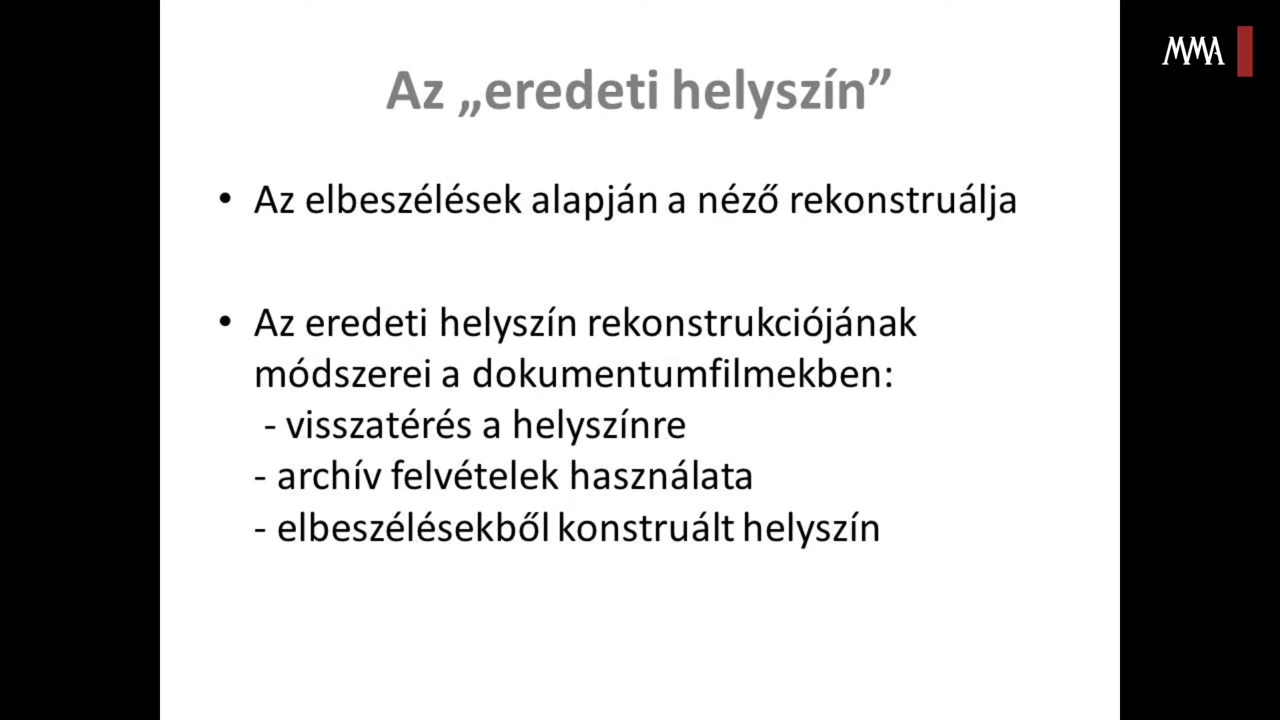 MMA
Az „eredeti helyszín”
• Az elbeszélések alapján a néző rekonstruálja
• Az eredeti helyszín rekonstrukciójának
módszerei a dokumentumfilmekben:
- visszatérés a helyszínre
- archív felvételek használata
- elbeszélésekből konstruált helyszín